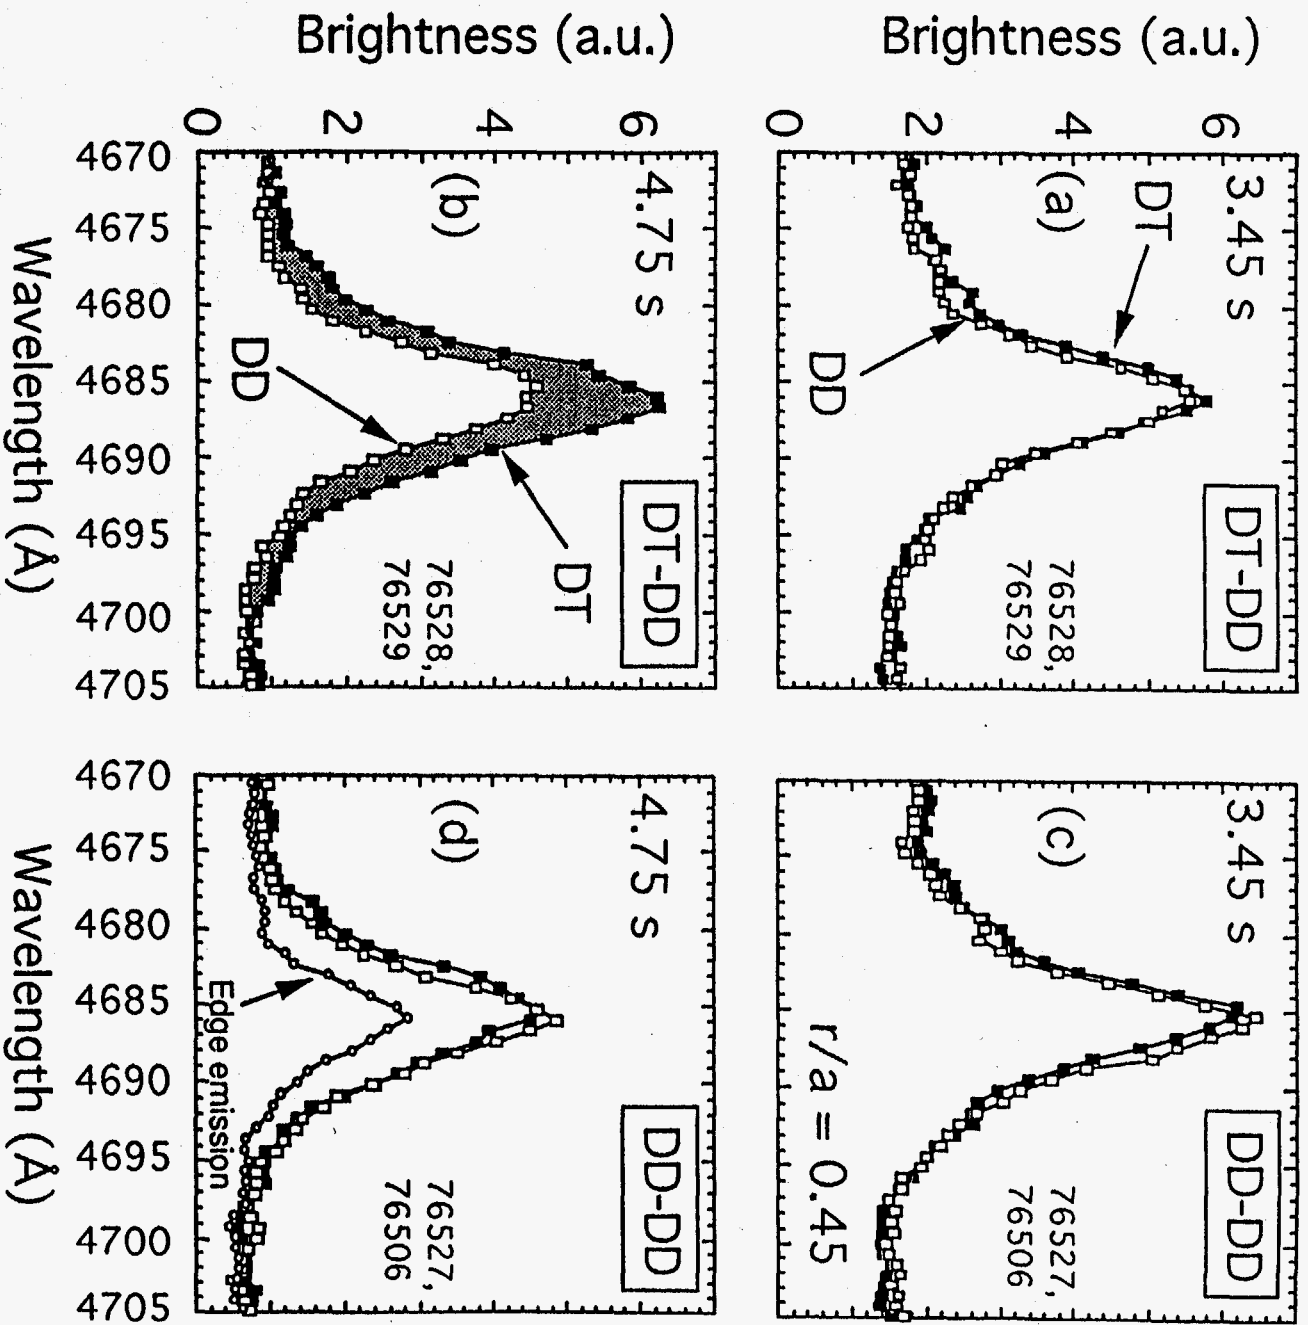 Brightness (a.u.)
0
2
4
6
3.45 s
(a)
DT
DD
DT-DD
76528,
76529
3.45 s
(c)
r/a = 0.45
DD-DD
76527,
76506
Brightness (a.u.)
0
2
4
6
4670
4675
4680
4685
4690
4695
4700
4705
Wavelength (Å)
4.75 s
(b)
DD
DT
DT-DD
76528,
76529
4670
4675
4680
4685
4690
4695
4700
4705
Wavelength (Å)
4.75 s
(d)
Edge emission
DD-DD
76527,
76506